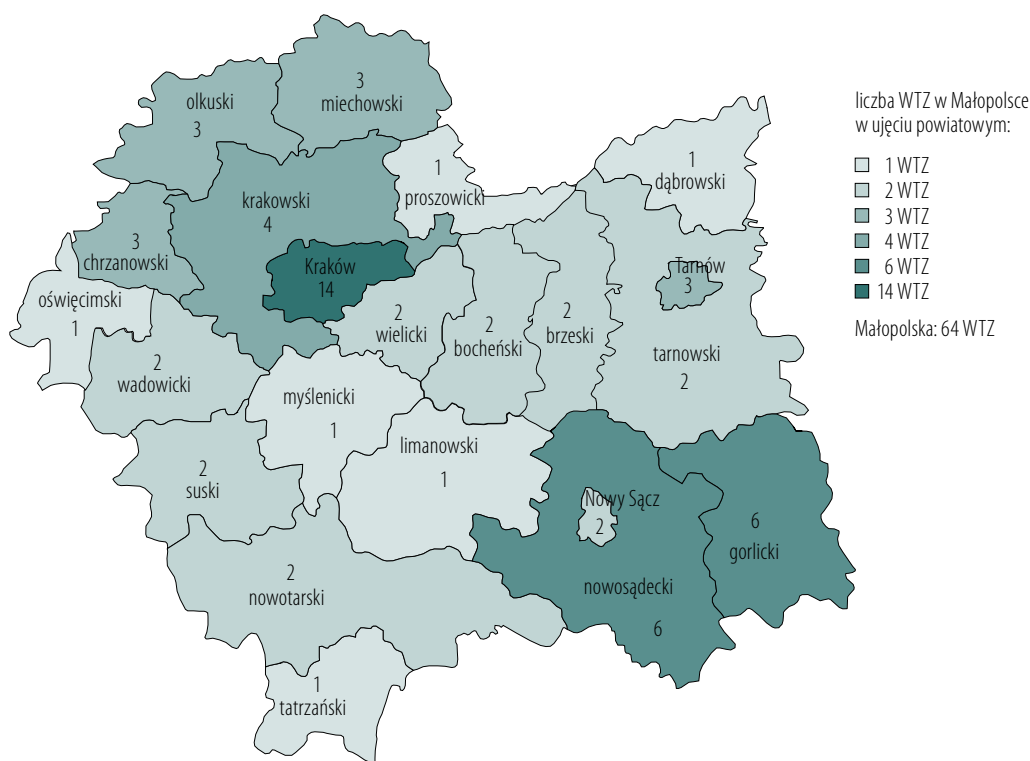 3
miechowski
olkuski
3
1
proszowicki
1
dąbrowski
krakowski
4
3
chrzanowski
Kraków
14
Tarnów
3
oświęcimski
1
2
wielicki
2
bocheński
2
brzeski
tarnowski
2
2
wadowicki
myślenicki
1
limanowski
1
2
suski
Nowy Sącz
2
6
gorlicki
nowosądecki
6
2
nowotarski
1
tatrzański
liczba WTZ w Małopolsce
w ujęciu powiatowym:
1 WTZ
2 WTZ
3 WTZ
4 WTZ
6 WTZ
14 WTZ
Małopolska: 64 WTZ